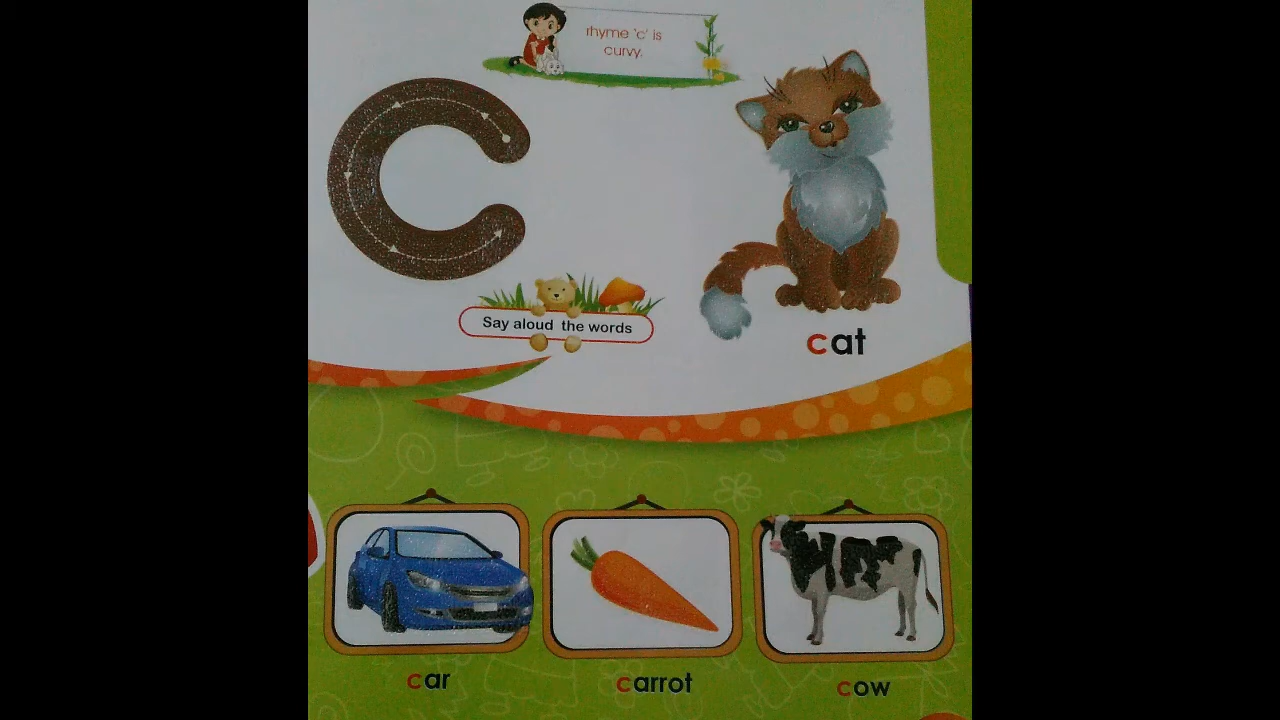 rhyme 'c' is
curvy.
c
Say aloud the words
cat
car
carrot
cow